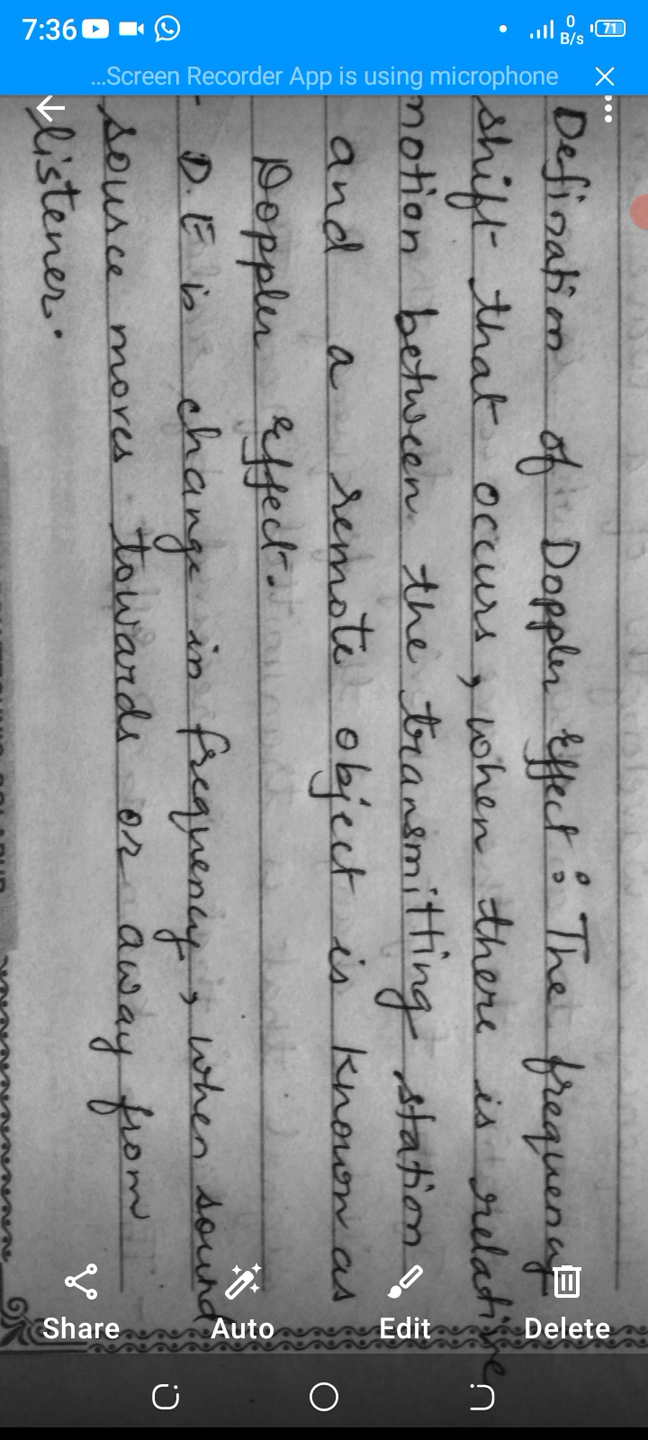 7:36
0
B/s
71
...Screen Recorder App is using microphone
Defination of Doppler effect : The frequency
shift that occurs, when there is relative
motion between the transmitting station
and a remote object is known as
Doppler effect.
- D.E is change in frequency, when sound
source moves towards or away from
listener.
Share
Auto
Edit
Delete